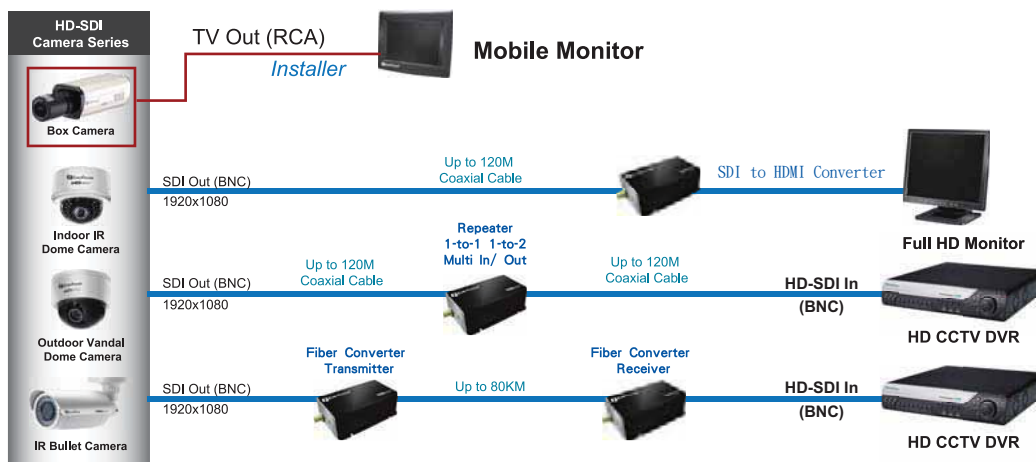 HD-SDI
Camera Series
TV Out (RCA)
Installer
Mobile Monitor
Box Camera
SDI Out (BNC)
1920x1080
Up to 120M
Coaxial Cable
SDI to HDMI Converter
Full HD Monitor
Indoor IR
Dome Camera
SDI Out (BNC)
1920x1080
Up to 120M
Coaxial Cable
Repeater
1-to-1 1-to-2
Multi In/ Out
Up to 120M
Coaxial Cable
HD-SDI In
(BNC)
HD CCTV DVR
Outdoor Vandal
Dome Camera
SDI Out (BNC)
1920x1080
Fiber Converter
Transmitter
Up to 80KM
Fiber Converter
Receiver
HD-SDI In
(BNC)
HD CCTV DVR
IR Bullet Camera